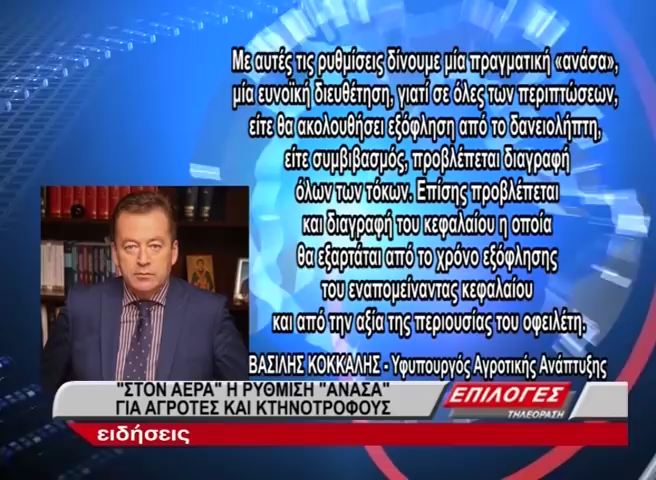 Με αυτές τις ρυθμίσεις δίνουμε μία πραγματική «ανάσα»,
μία ευνοϊκή διευθέτηση, γιατί σε όλες των περιπτώσεων,
είτε θα ακολουθήσει εξόφληση από το δανειολήπτη,
είτε συμβιβασμός, προβλέπεται διαγραφή
όλων των τόκων. Επίσης προβλέπεται
και διαγραφή του κεφαλαίου η οποία
θα εξαρτάται από το χρόνο εξόφλησης
του εναπομείναντας κεφαλαίου
και από την αξία της περιουσίας του οφειλέτη.
ΒΑΣΙΛΗΣ ΚΟΚΚΑΛΗΣ - Υφυπουργός Αγροτικής Ανάπτυξης
"ΣΤΟΝ ΑΕΡΑ" Η ΡΥΘΜΙΣΗ "ΑΝΑΣΑ"
ΓΙΑ ΑΓΡΟΤΕΣ ΚΑΙ ΚΤΗΝΟΤΡΟΦΟΥΣ
ΕΠΙΛΟΓΕΣ
ΤΗΛΕΟΡΑΣΗ
ειδήσεις